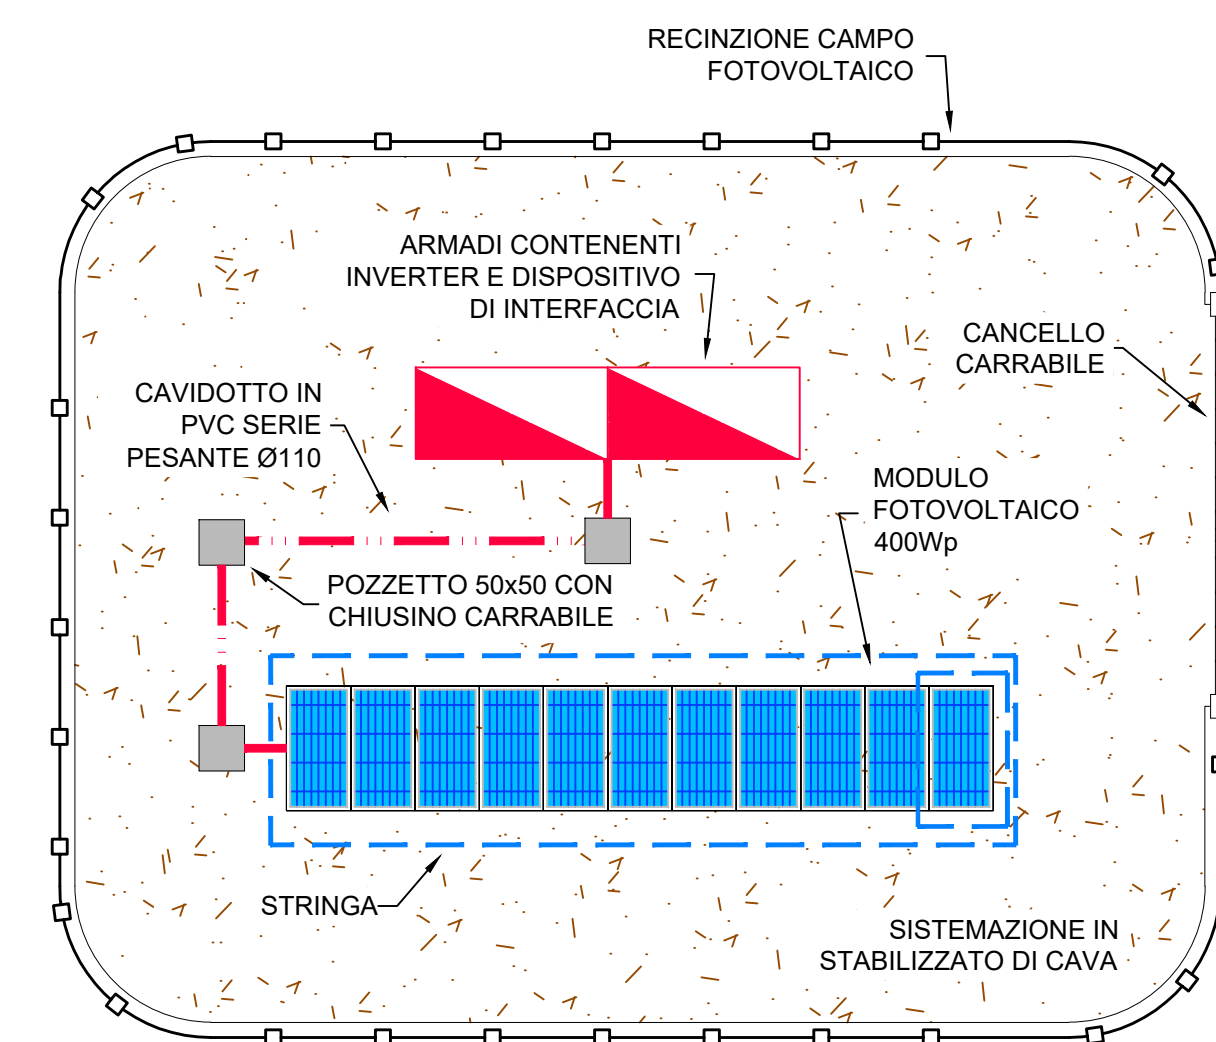 RECINZIONE CAMPO
FOTOVOLTAICO
ARMADI CONTENENTI
INVERTER E DISPOSITIVO
DI INTERFACCIA
CANCELLO
CARRABILE
CAVIDOTTO IN
PVC SERIE
PESANTE Ø110
MODULO
FOTOVOLTAICO
400Wp
POZZETTO 50x50 CON
CHIUSINO CARRABILE
STRINGA
SISTEMAZIONE IN
STABILIZZATO DI CAVA